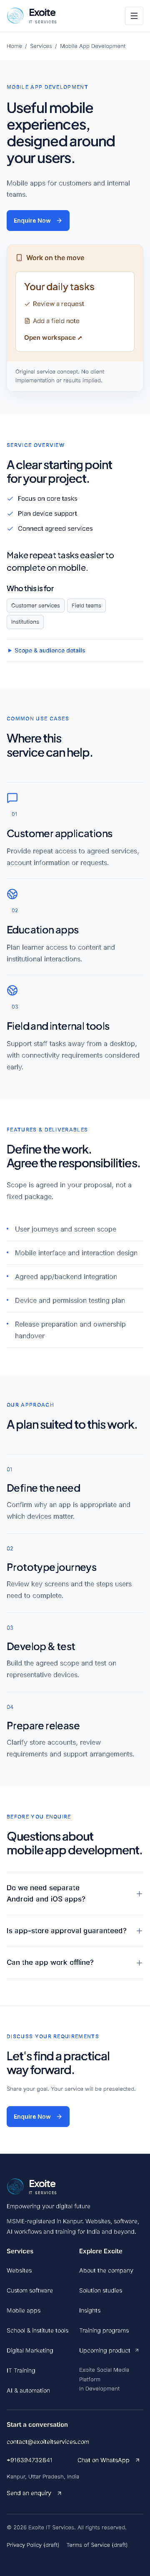 Exoite
IT SERVICES
Home / Services / Mobile App Development
MOBILE APP DEVELOPMENT
Useful mobile
experiences,
designed around
your users.
Mobile apps for customers and internal
teams.
Enquire Now →
Work on the move
Your daily tasks
Review a request
Add a field note
Open workspace ↗
Original service concept. No client
implementation or results implied.
SERVICE OVERVIEW
A clear starting point
for your project.
Focus on core tasks
Plan device support
Connect agreed services
Make repeat tasks easier to
complete on mobile.
Who this is for
Customer services
Field teams
Institutions
Scope & audience details
COMMON USE CASES
Where this
service can help.
01
Customer applications
Provide repeat access to agreed services,
account information or requests.
02
Education apps
Plan learner access to content and
institutional interactions.
03
Field and internal tools
Support staff tasks away from a desktop,
with connectivity requirements considered
early.
FEATURES & DELIVERABLES
Define the work.
Agree the responsibilities.
Scope is agreed in your proposal, not a
fixed package.
User journeys and screen scope
Mobile interface and interaction design
Agreed app/backend integration
Device and permission testing plan
Release preparation and ownership
handover
OUR APPROACH
A plan suited to this work.
01
Define the need
Confirm why an app is appropriate and
which devices matter.
02
Prototype journeys
Review key screens and the steps users
need to complete.
03
Develop & test
Build the agreed scope and test on
representative devices.
04
Prepare release
Clarify store accounts, review
requirements and support arrangements.
BEFORE YOU ENQUIRE
Questions about
mobile app development.
Do we need separate
Android and iOS apps?
Is app-store approval guaranteed?
Can the app work offline?
DISCUSS YOUR REQUIREMENTS
Let's find a practical
way forward.
Share your goal. Your service will be preselected.
Enquire Now →
Exoite
IT SERVICES
Empowering your digital future
MSME-registered in Kanpur. Websites, software,
AI workflows and training for India and beyond.
Services
Websites
Custom software
Mobile apps
School & institute tools
Digital Marketing
IT Training
AI & automation
Explore Exoite
About the company
Solution studies
Insights
Training programs
Upcoming product ↗
Exoite Social Media
Platform
In Development
Start a conversation
contact@exoiteitservices.com
+916394732641
Chat on WhatsApp ↗
Kanpur, Uttar Pradesh, India
Send an enquiry ↗
© 2026 Exoite IT Services. All rights reserved.
Privacy Policy (draft) Terms of Service (draft)